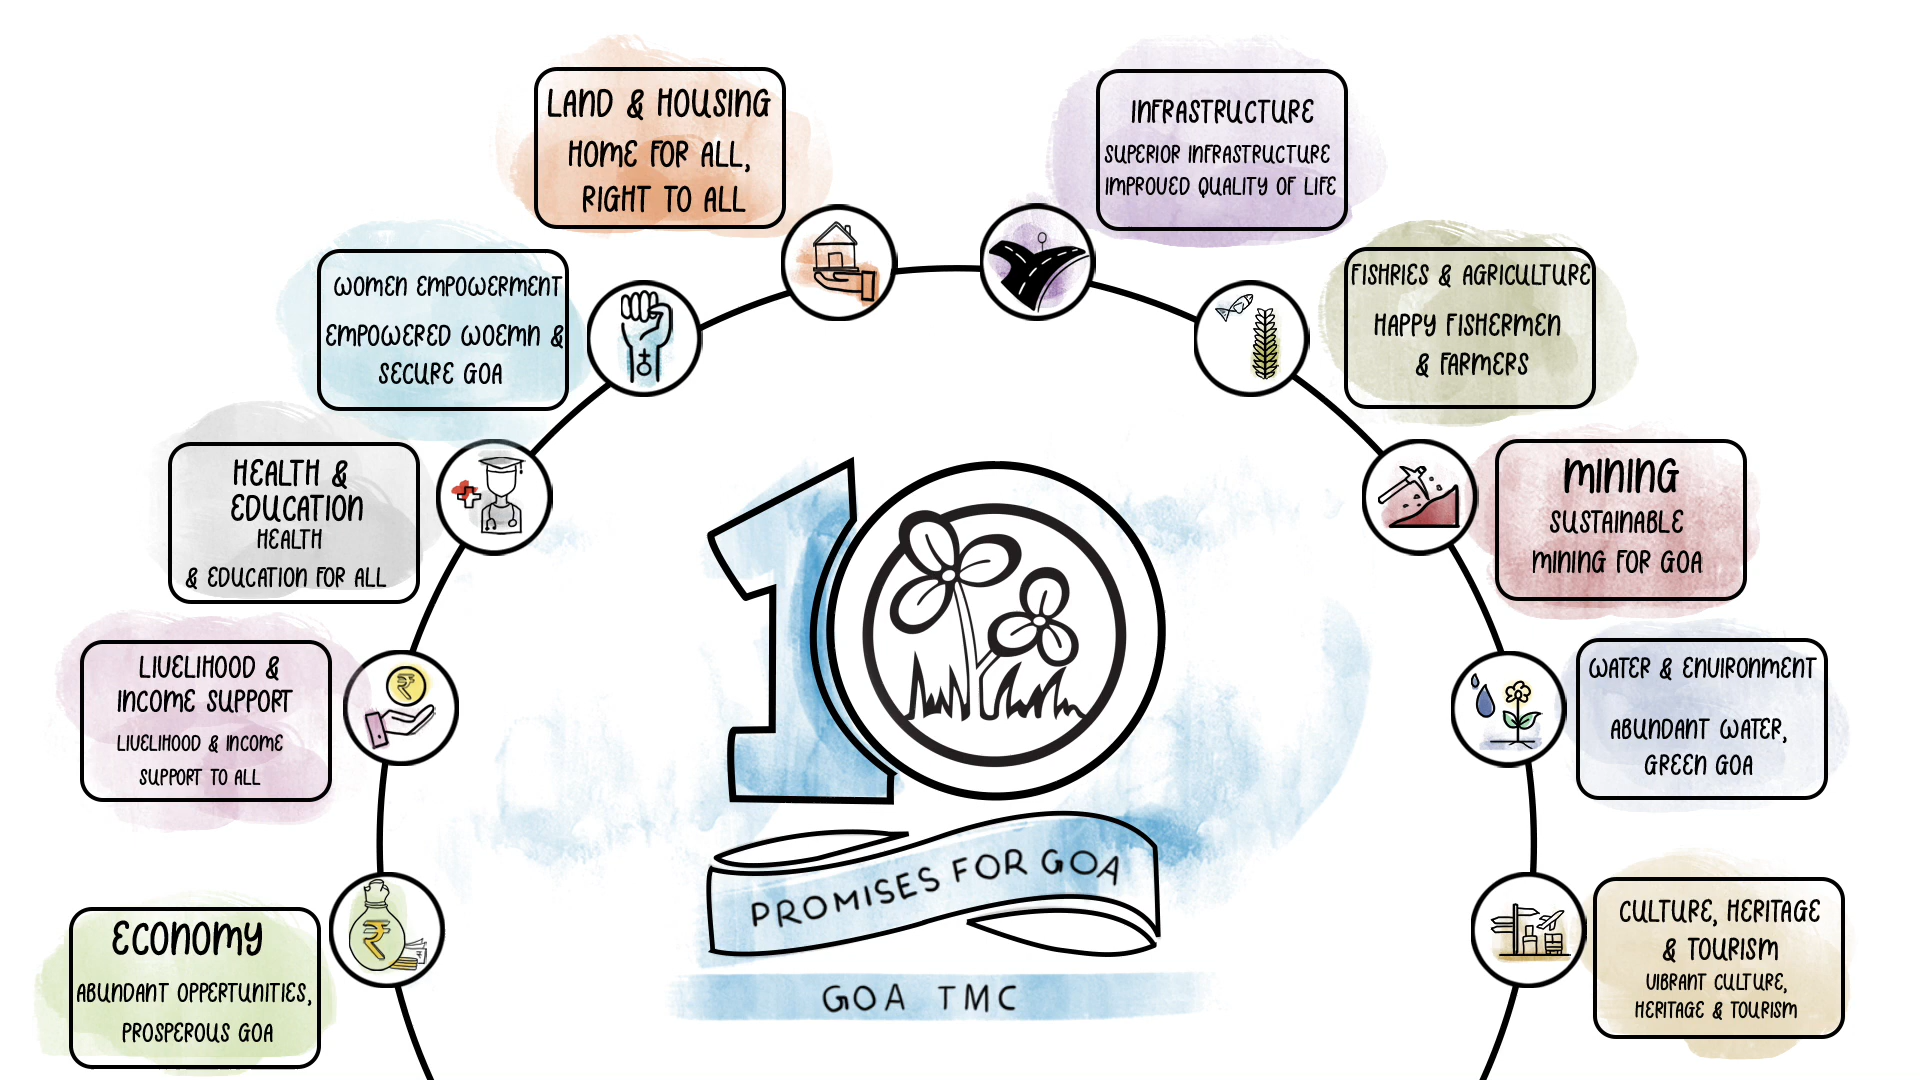 LAND & HOUSING
HOME FOR ALL,
RIGHT TO ALL
INFRASTRUCTURE
SUPERIOR INFRASTRUCTURE
IMPROVED QUALITY OF LIFE
WOMEN EMPOWERMENT
EMPOWERED WOEMN &
SECURE GOA
FISHRIES & AGRICULTURE
HAPPY FISHERMEN
& FARMERS
HEALTH &
EDUCATION
HEALTH
& EDUCATION FOR ALL
MINING
SUSTAINABLE
MINING FOR GOA
LIVELIHOOD &
INCOME SUPPORT
LIVELIHOOD & INCOME
SUPPORT TO ALL
WATER & ENVIRONMENT
ABUNDANT WATER,
GREEN GOA
ECONOMY
ABUNDANT OPPERTUNITIES,
PROSPEROUS GOA
CULTURE, HERITAGE
& TOURISM
VIBRANT CULTURE,
HERITAGE & TOURISM
10
PROMISES FOR GOA
GOA TMC